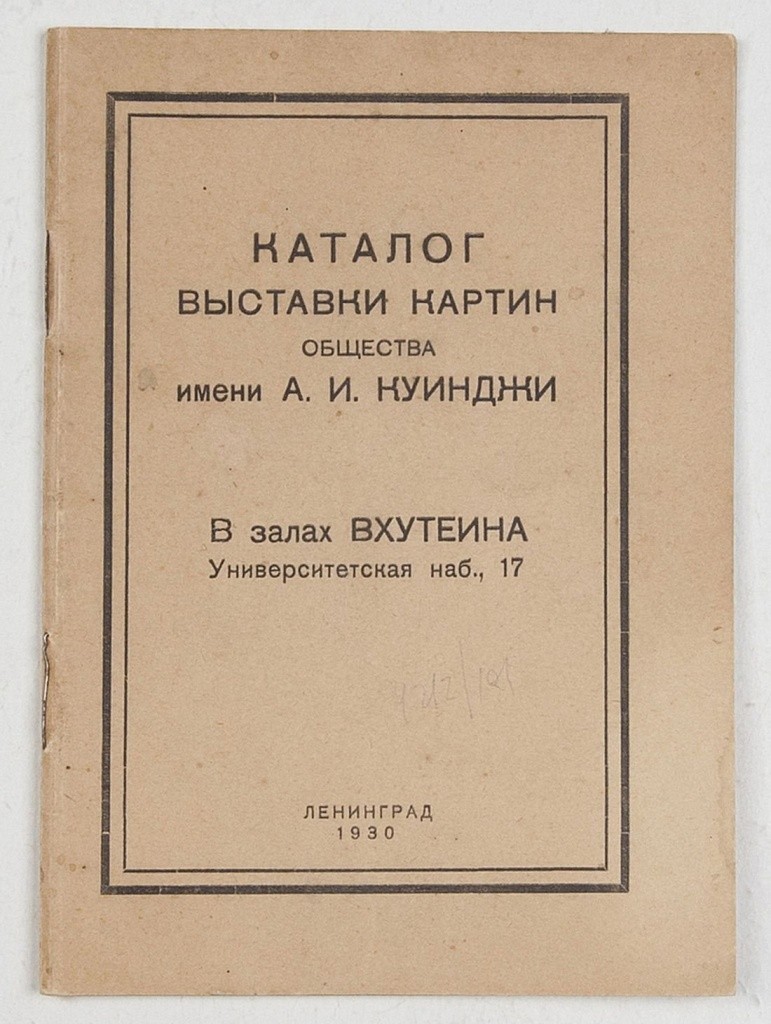 КАТАЛОГ
ВЫСТАВКИ КАРТИН
ОБЩЕСТВА
имени А. И. КУИНДЖИ
В залах ВХУТЕИНА
Университетская наб., 17
ЛЕНИНГРАД
1930